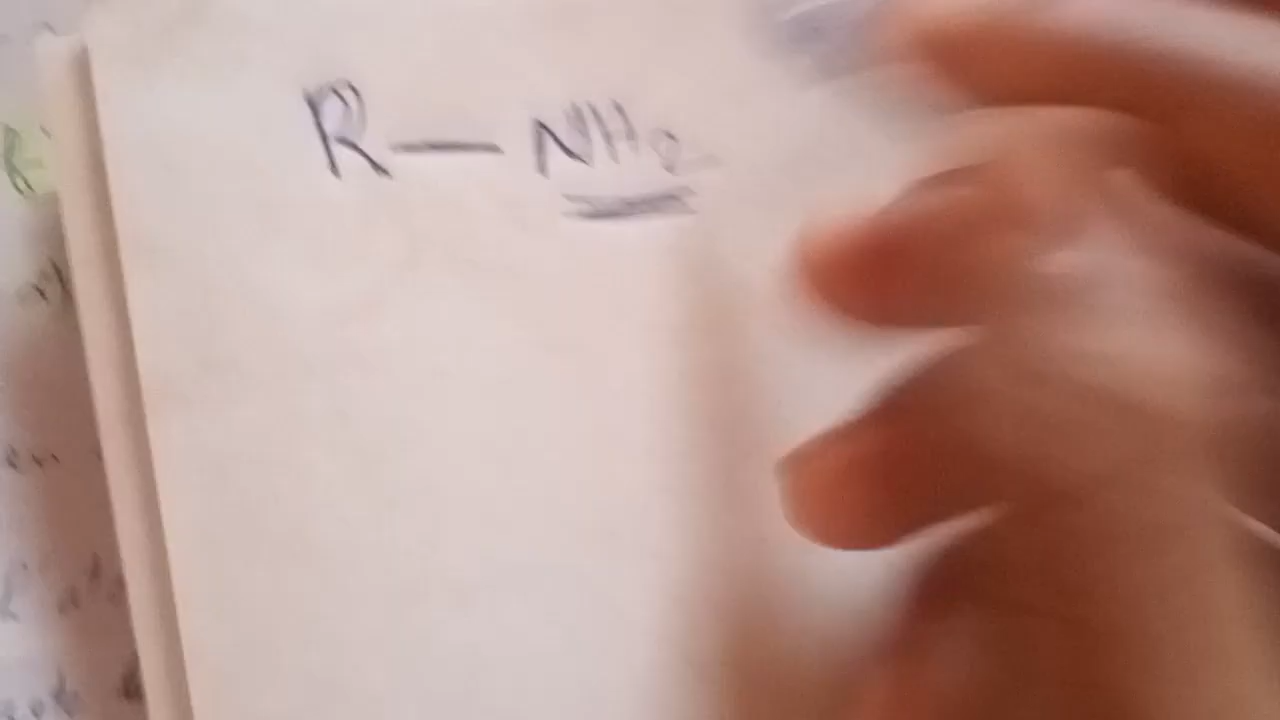 R — NH₂